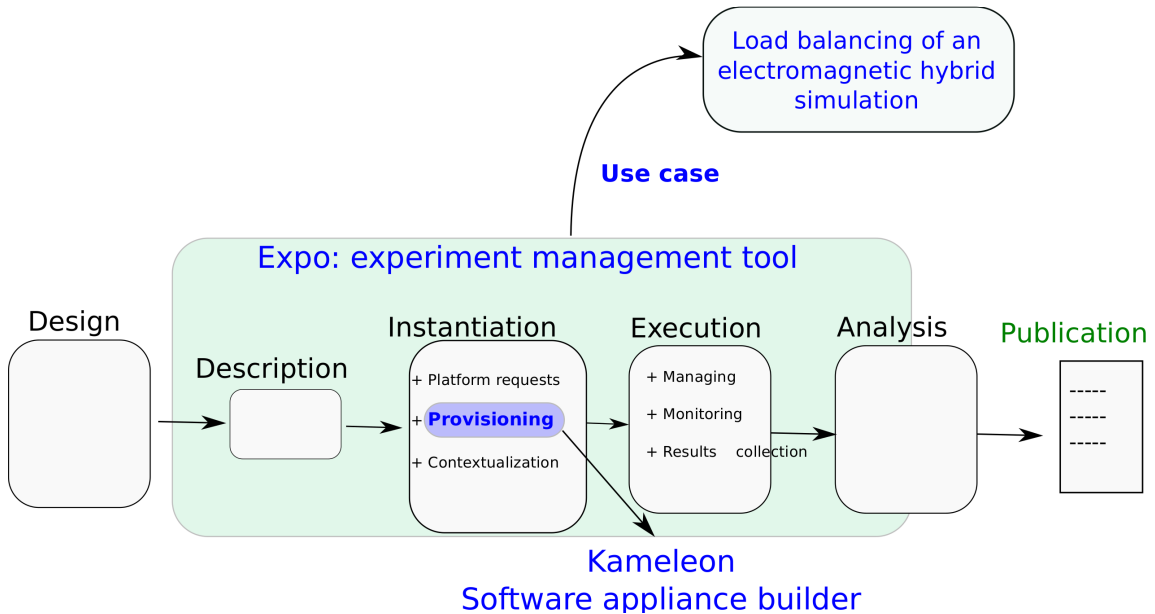 Load balancing of an
electromagnetic hybrid
simulation
Use case
Expo: experiment management tool
Design
Description
Instantiation
+ Platform requests
+ Provisioning
+ Contextualization
Execution
+ Managing
+ Monitoring
+ Results collection
Analysis
Publication
-----
-----
-----
Kameleon
Software appliance builder